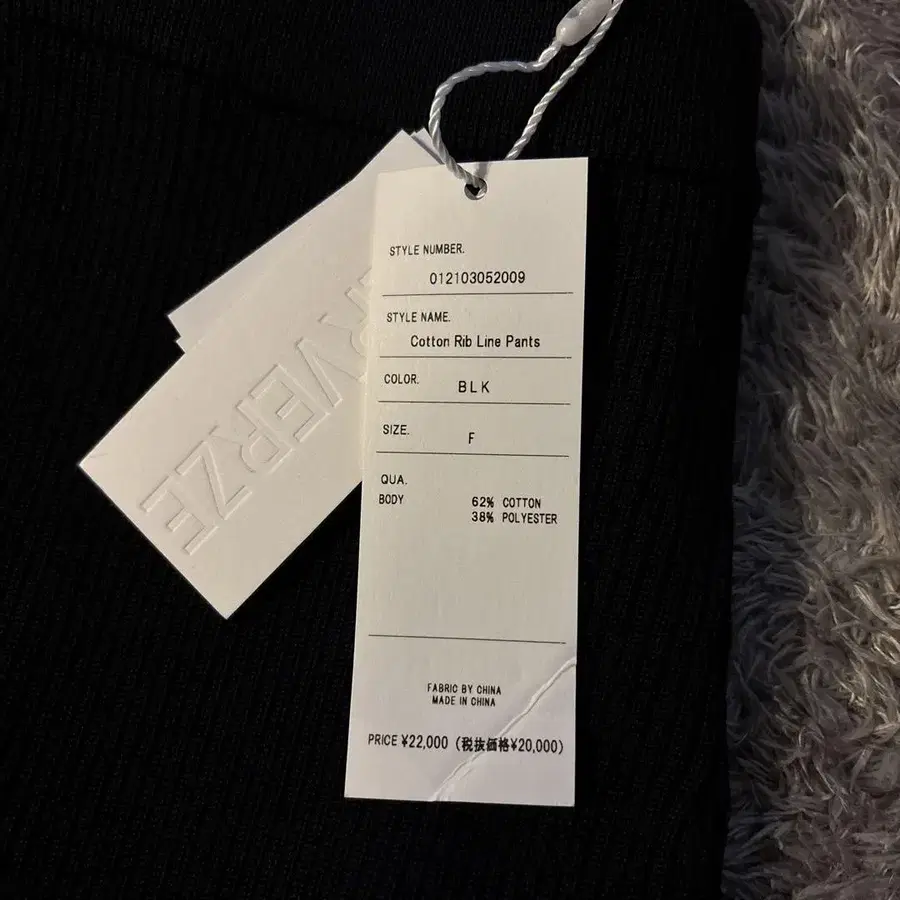 STYLE NUMBER.
012103052009
STYLE NAME.
Cotton Rib Line Pants
COLOR.
BLK
SIZE.
F
QUA.
BODY
62% COTTON
38% POLYESTER
FABRIC BY CHINA
MADE IN CHINA
PRICE ¥22,000 (税抜価格¥20,000)